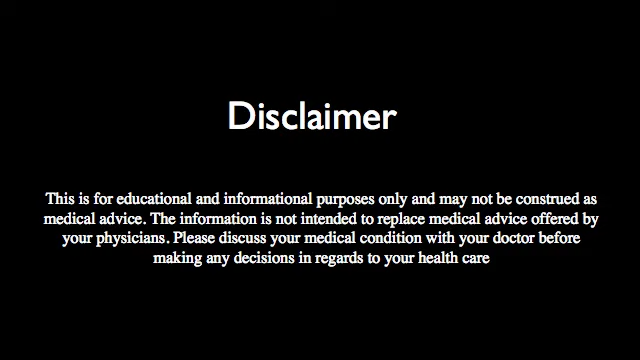 Disclaimer
This is for educational and informational purposes only and may not be construed as
medical advice. The information is not intended to replace medical advice offered by
your physicians. Please discuss your medical condition with your doctor before
making any decisions in regards to your health care